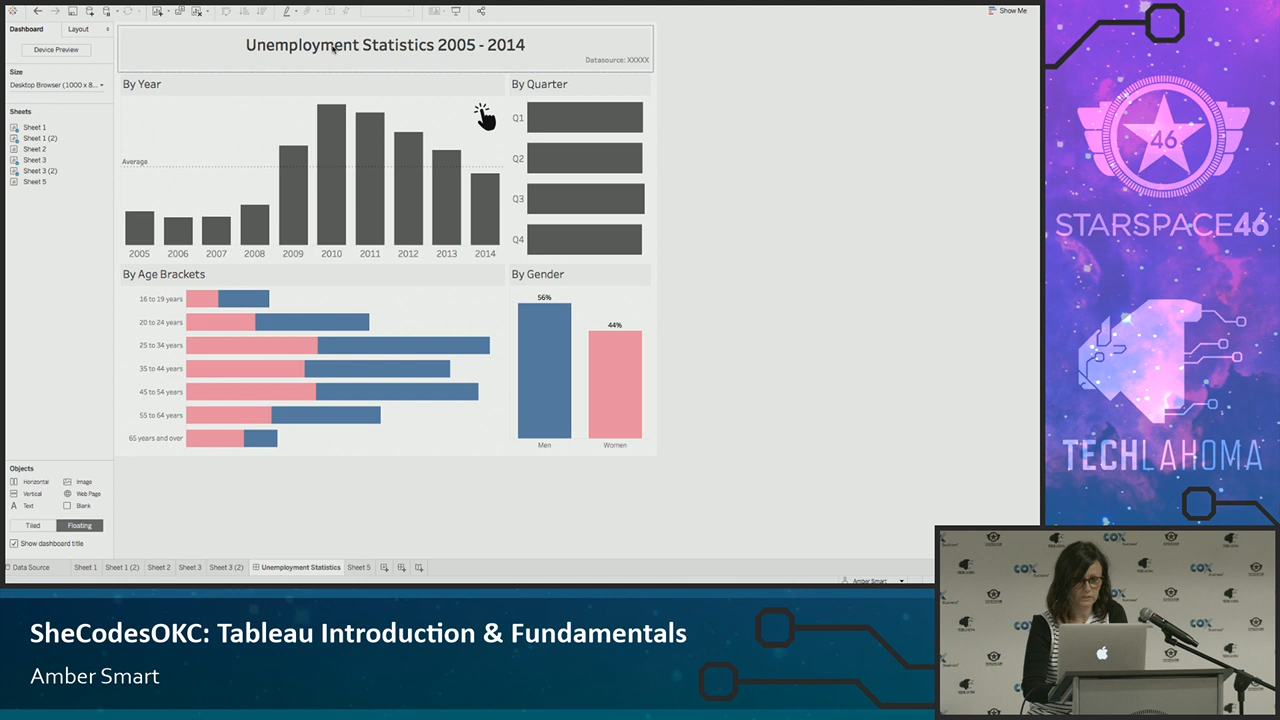 Show Me
Dashboard
Layout
Device Preview
Size
Desktop Browser (1000 x 8...
Sheets
Sheet 1
Sheet 1 (2)
Sheet 2
Sheet 3
Sheet 3 (2)
Sheet 5
Unemployment Statistics 2005 - 2014
Datasource: XXXXX
By Year
Average
2005 2006 2007 2008 2009 2010 2011 2012 2013 2014
By Quarter
Q1
Q2
Q3
Q4
By Age Brackets
16 to 19 years
20 to 24 years
25 to 34 years
35 to 44 years
45 to 54 years
55 to 64 years
65 years and over
By Gender
56%
44%
Men Women
Objects
Horizontal Image
Vertical Web Page
A Text Blank
Tiled Floating
Show dashboard title
Data Source Sheet 1 Sheet 1 (2) Sheet 2 Sheet 3 Sheet 3 (2) Unemployment Statistics Sheet 5
Amber Smart
46
STARSPACE46
TECHLAHOMA
COX
COX
COX
SheCodesOKC: Tableau Introduction & Fundamentals
Amber Smart